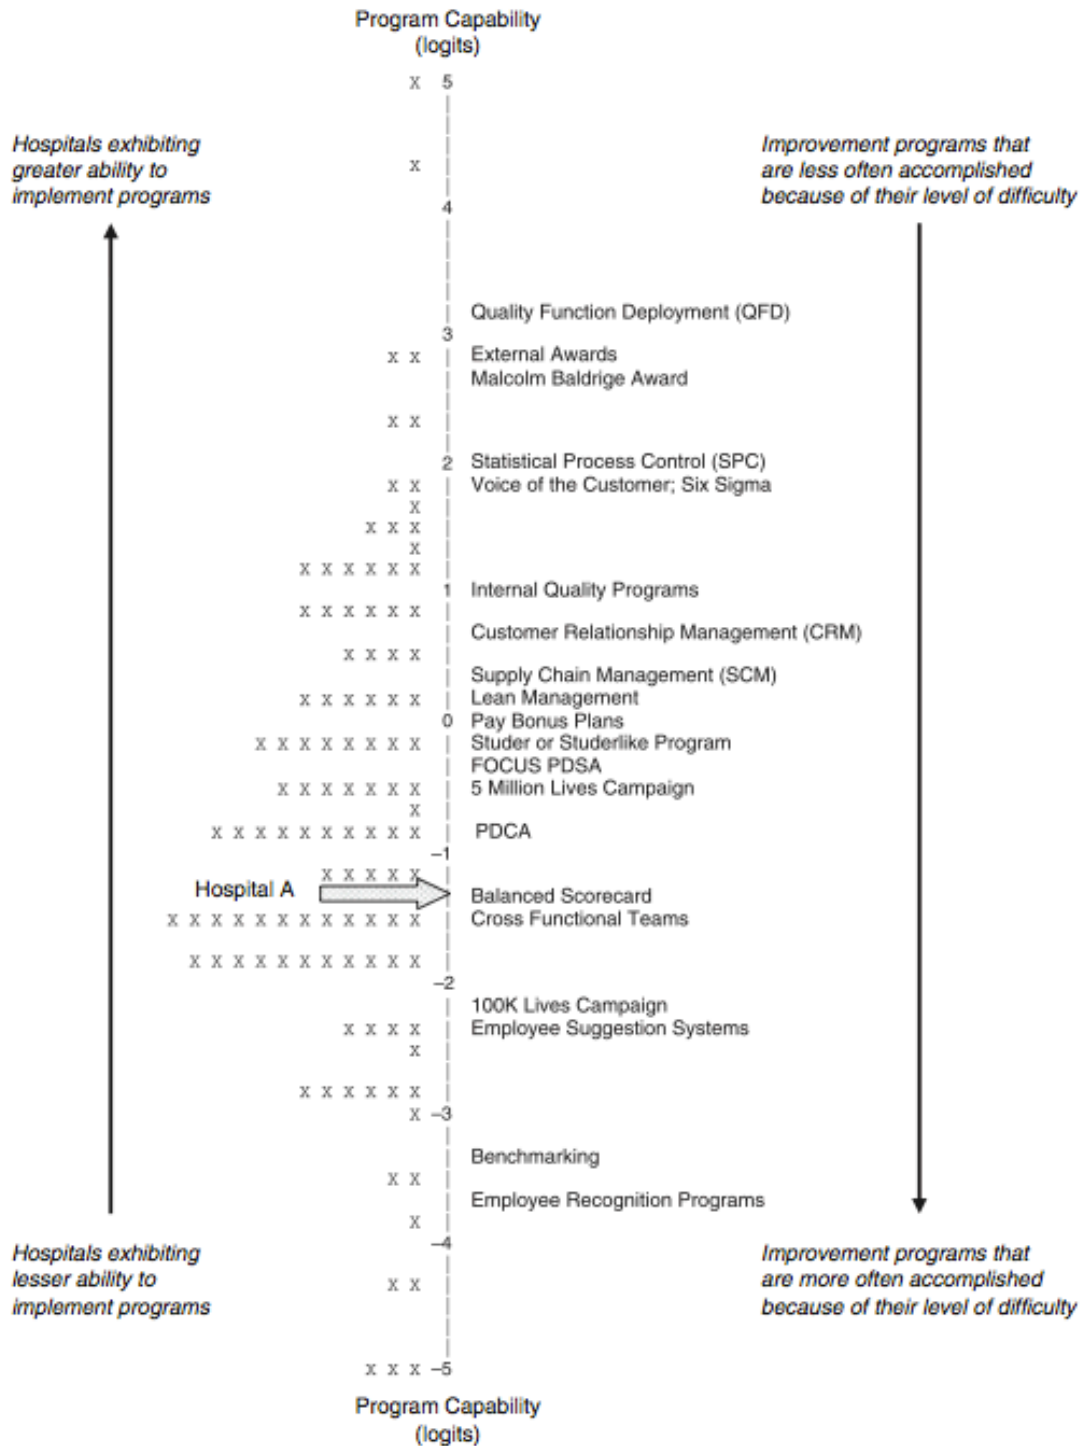 Program Capability
(logits)
X 5
Hospitals exhibiting
greater ability to
implement programs
Improvement programs that
are less often accomplished
because of their level of difficulty
X
4
Quality Function Deployment (QFD)
3
X X External Awards
Malcolm Baldrige Award
X X
2 Statistical Process Control (SPC)
X X Voice of the Customer; Six Sigma
X
X X X
X
X X X X X X
1 Internal Quality Programs
X X X X X X
Customer Relationship Management (CRM)
X X X X
Supply Chain Management (SCM)
X X X X X X Lean Management
0 Pay Bonus Plans
X X X X X X X X Studer or Studerlike Program
FOCUS PDSA
X X X X X X X 5 Million Lives Campaign
X
X X X X X X X X X X PDCA
–1
X X X X X
Hospital A
Balanced Scorecard
X X X X X X X X X X X X Cross Functional Teams
X X X X X X X X X X X
–2
100K Lives Campaign
X X X X Employee Suggestion Systems
X
X X X X X X
X –3
Benchmarking
X X
Employee Recognition Programs
X
–4
Hospitals exhibiting
lesser ability to
implement programs
Improvement programs that
are more often accomplished
because of their level of difficulty
X X
X X X –5
Program Capability
(logits)